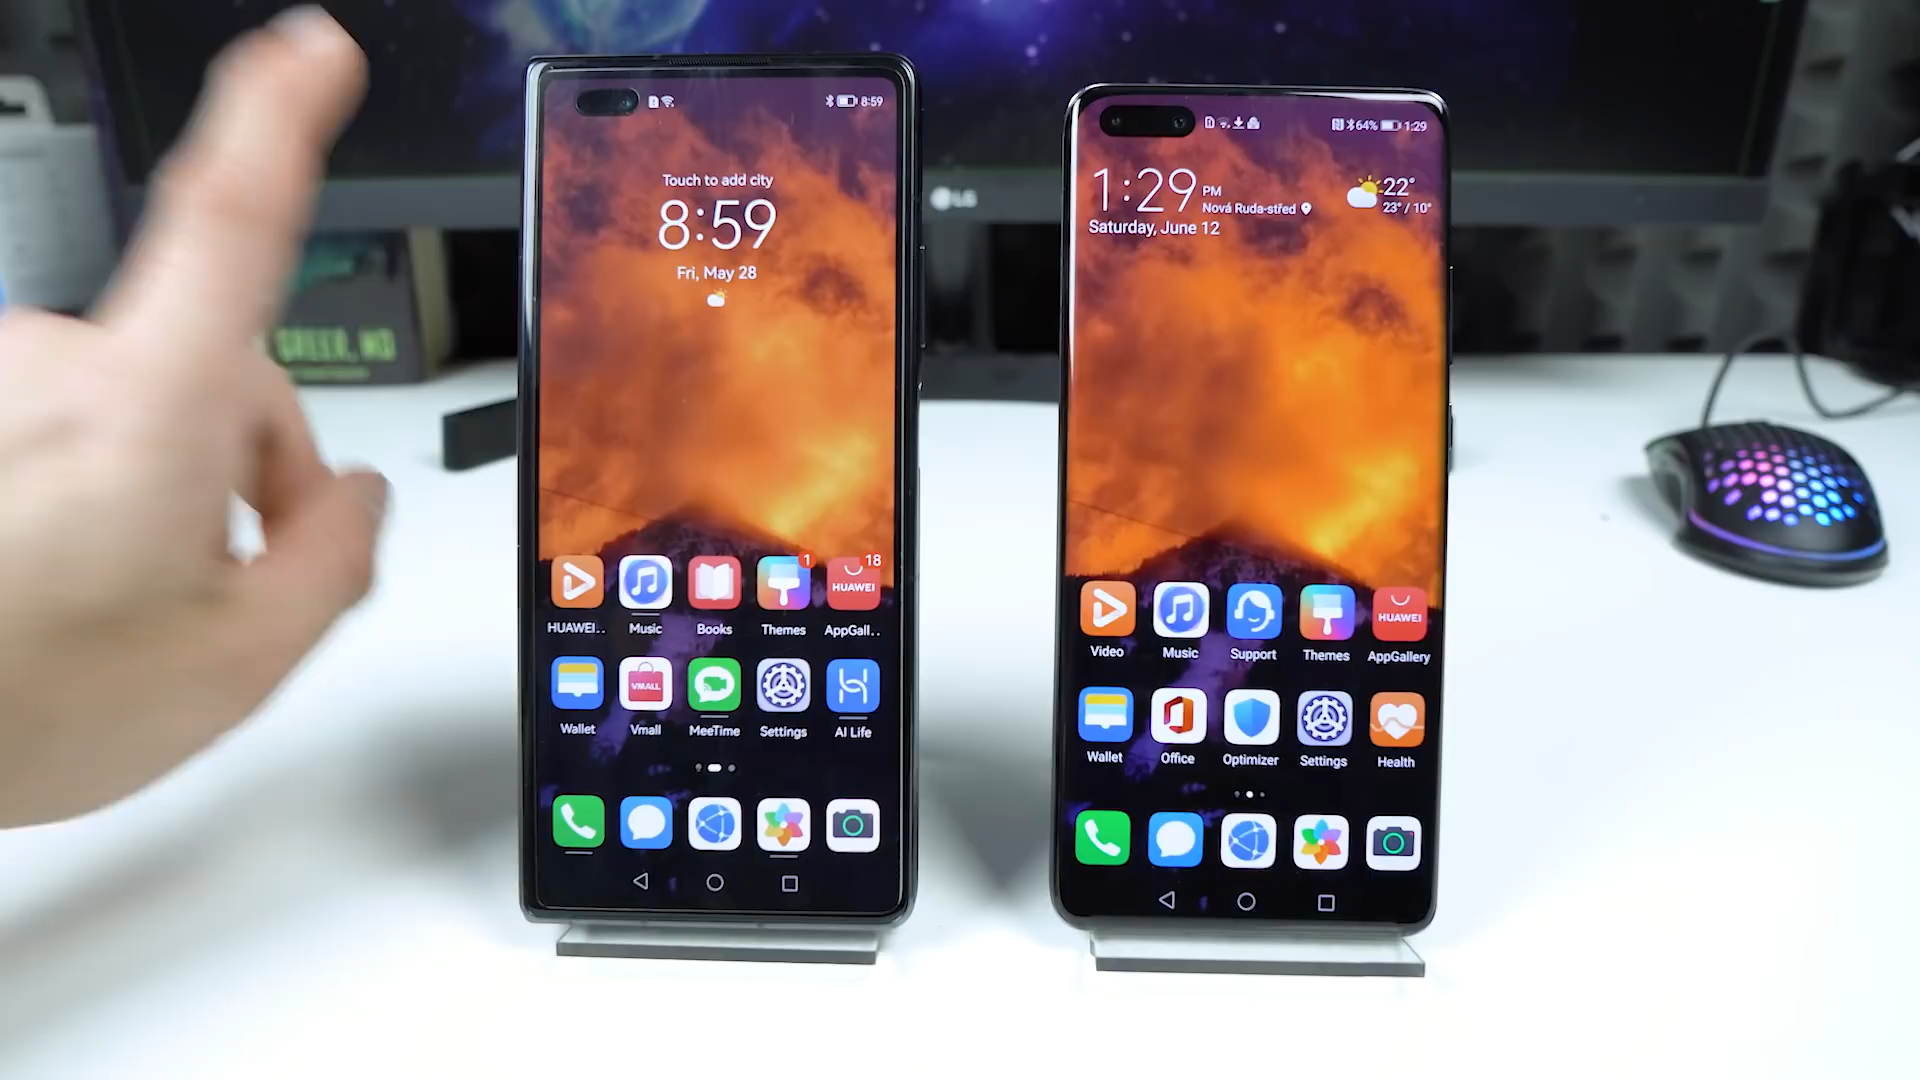 LG
GREEK.HD
8:59
Touch to add city
8:59
Fri, May 28
1
18
HUAWEI
HUAWEI..
Music
Books
Themes
AppGall..
VMALL
Wallet
Vmall
MeeTime
Settings
AI Life
64%
1:29
1:29 PM
Nová Ruda-střed
Saturday, June 12
22°
23° / 10°
HUAWEI
Video
Music
Support
Themes
AppGallery
Wallet
Office
Optimizer
Settings
Health